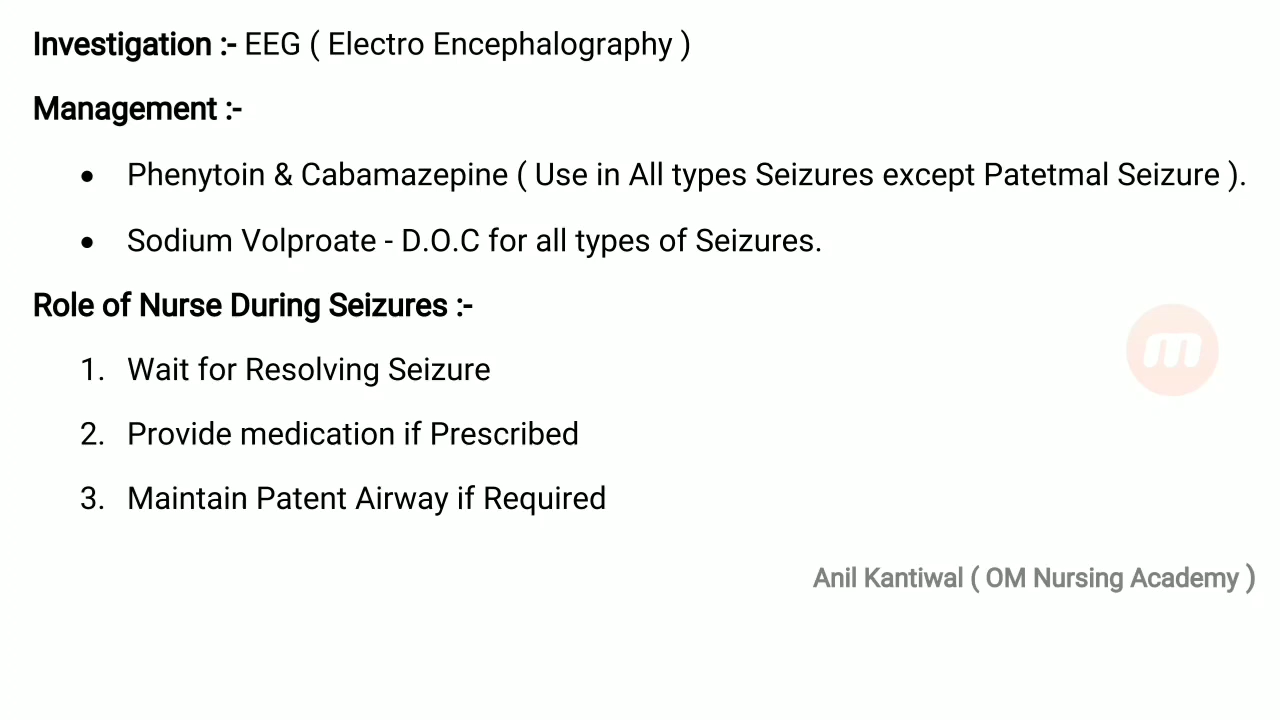 Investigation :- EEG ( Electro Encephalography )
Management :-
• Phenytoin & Cabamazepine ( Use in All types Seizures except Patetmal Seizure ).
• Sodium Volproate - D.O.C for all types of Seizures.
Role of Nurse During Seizures :-
1. Wait for Resolving Seizure
2. Provide medication if Prescribed
3. Maintain Patent Airway if Required
Anil Kantiwal ( OM Nursing Academy )